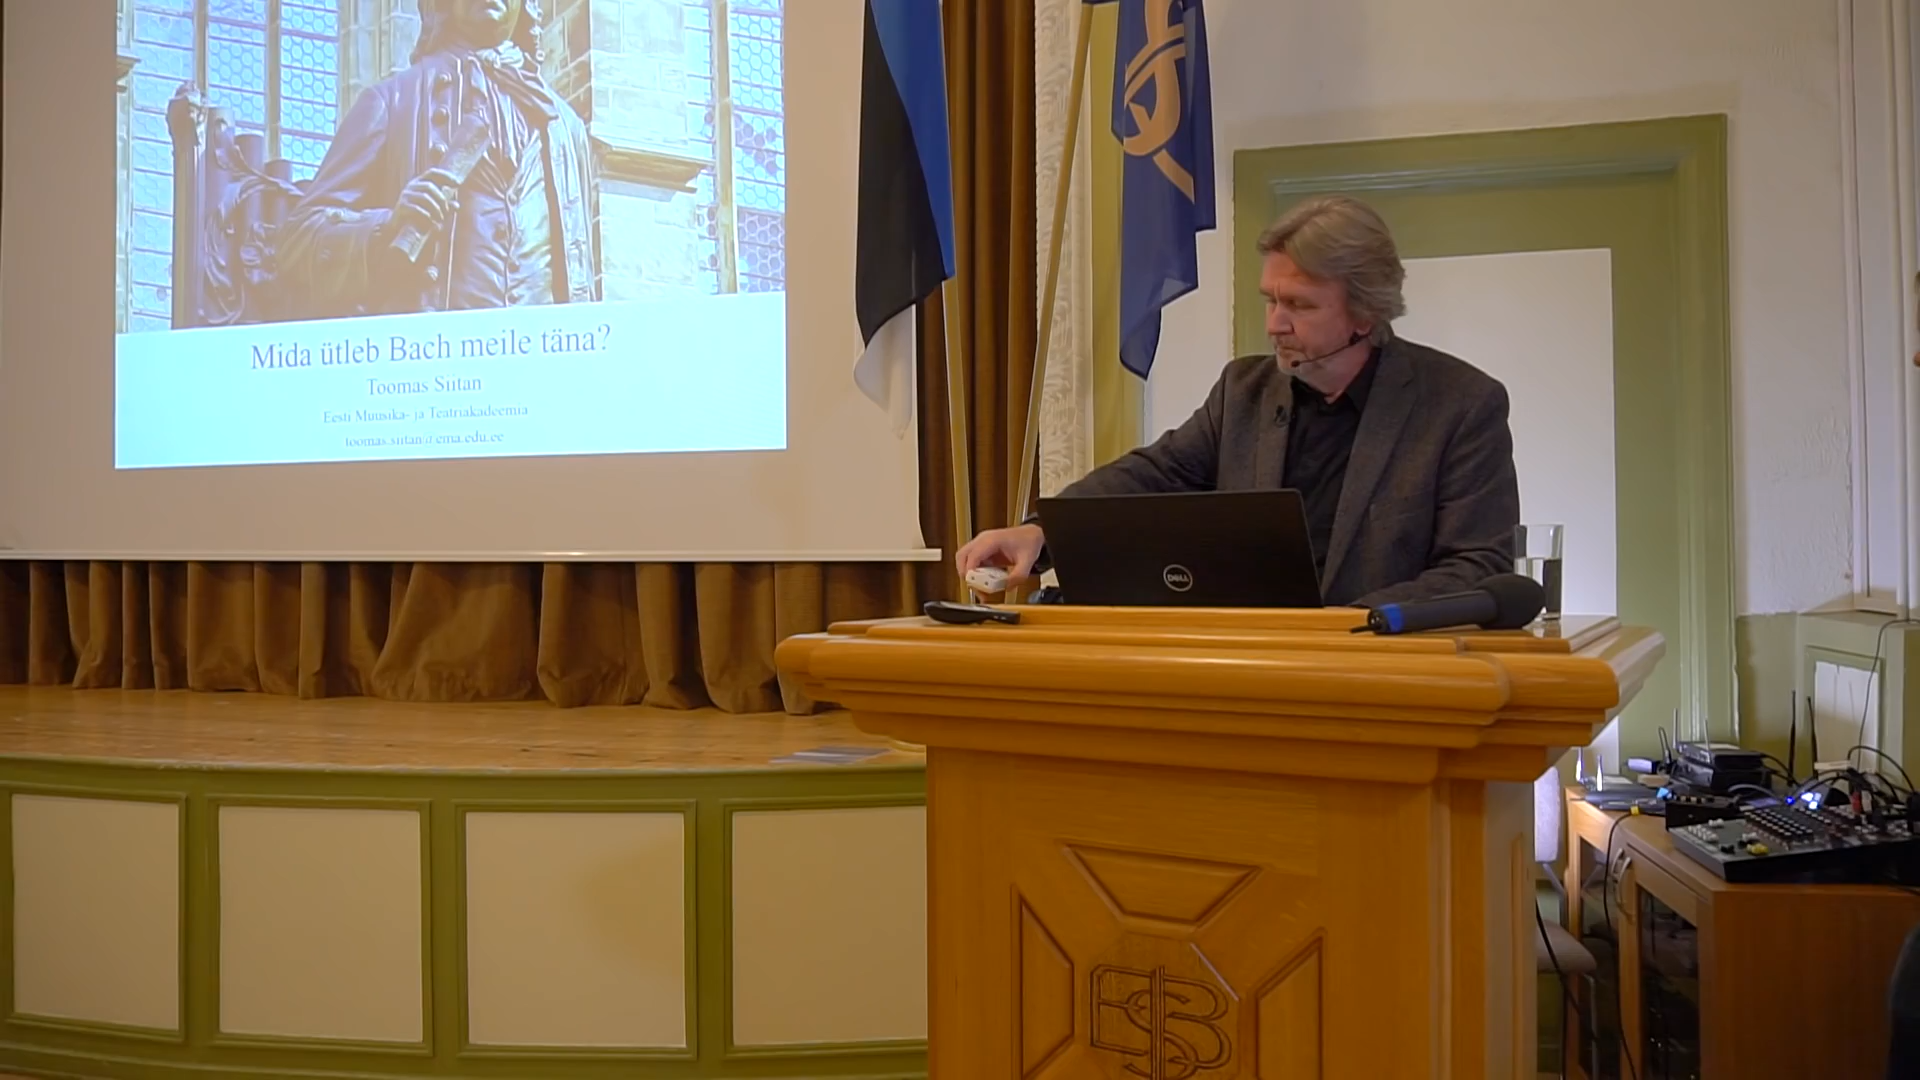 Mida ütleb Bach meile täna?
Toomas Siitan
Eesti Muusika- ja Teatriakadeemia
toomas.siitan@ema.edu.ee
DELL